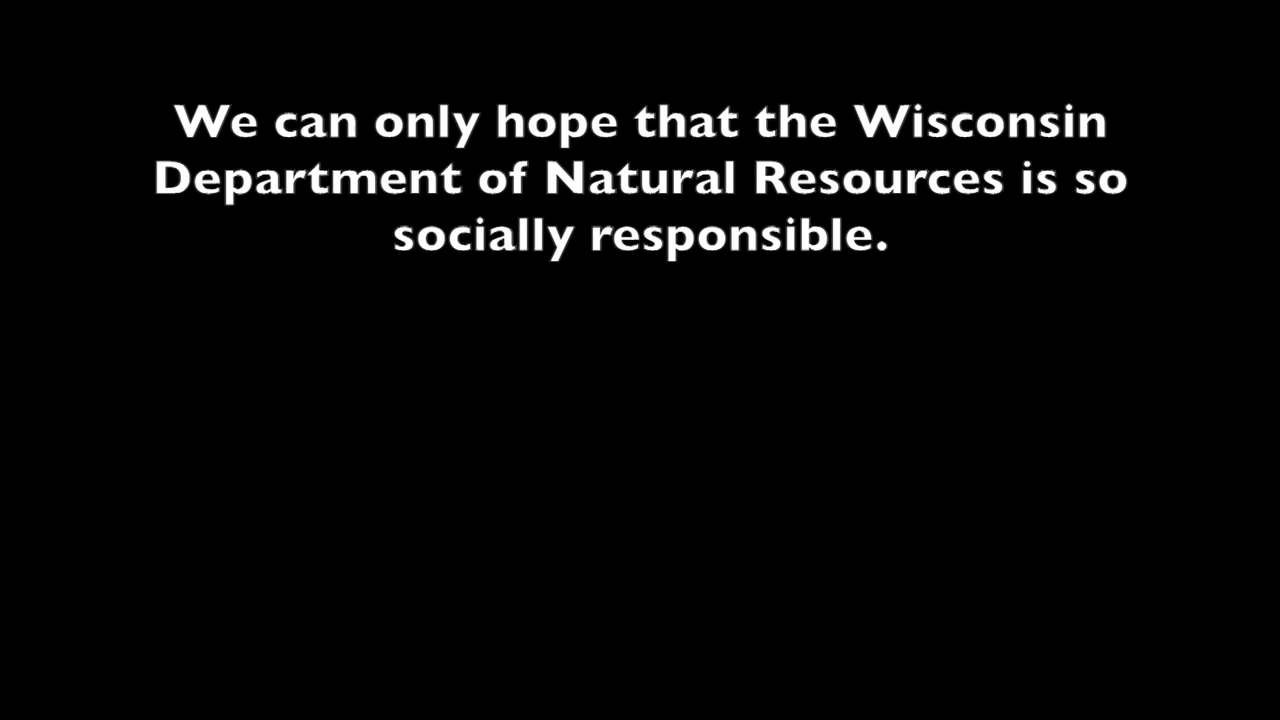 We can only hope that the Wisconsin
Department of Natural Resources is so
socially responsible.